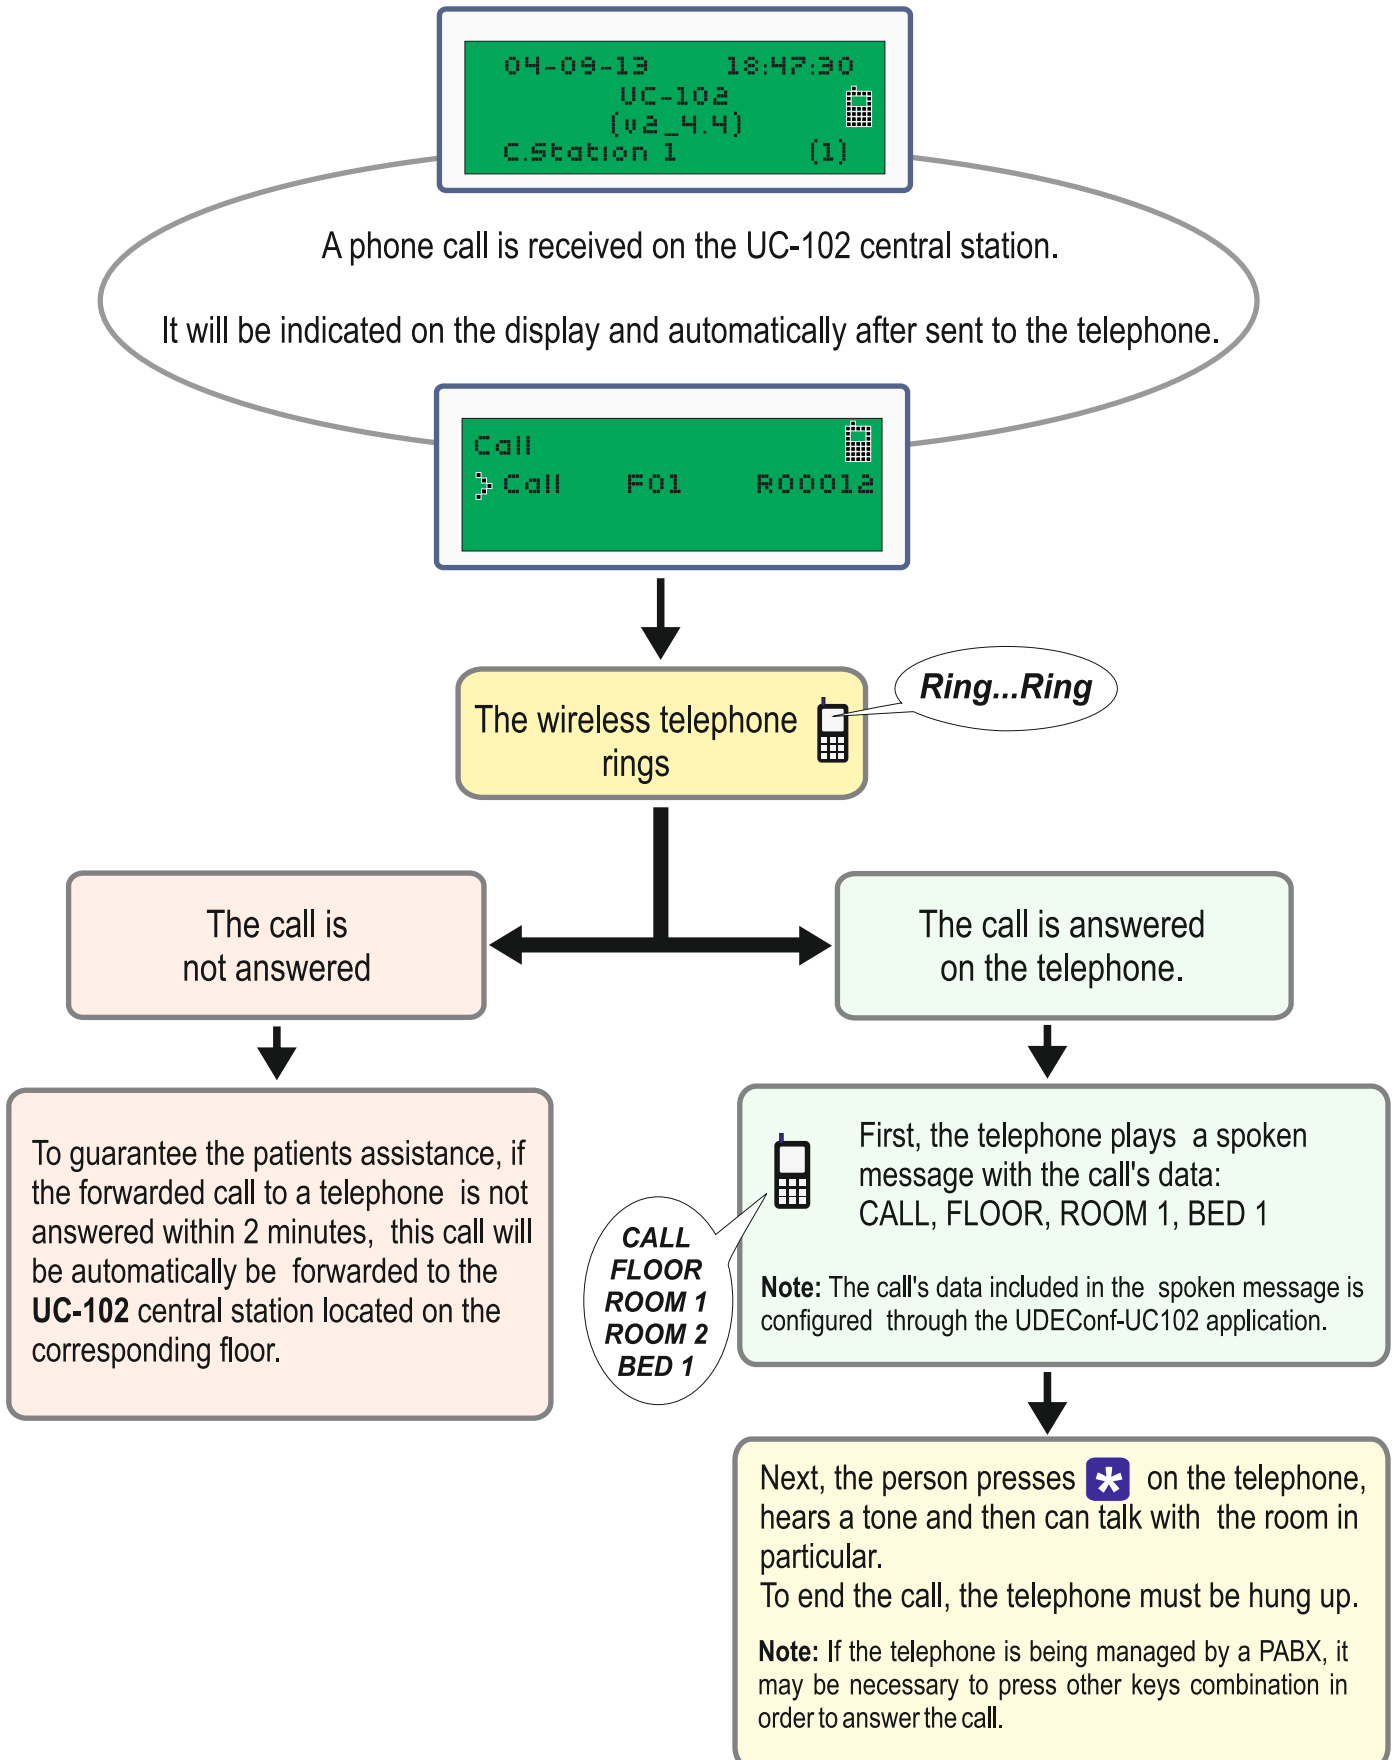 04-09-13 18:47:30
UC-102
(v2_4.4)
C.Station 1 (1)
A phone call is received on the UC-102 central station.
It will be indicated on the display and automatically after sent to the telephone.
Call
Call F01 R00012
The wireless telephone
rings
Ring...Ring
The call is
not answered
The call is answered
on the telephone.
To guarantee the patients assistance, if
the forwarded call to a telephone is not
answered within 2 minutes, this call will
be automatically be forwarded to the
UC-102 central station located on the
corresponding floor.
First, the telephone plays a spoken
message with the call's data:
CALL, FLOOR, ROOM 1, BED 1
Note: The call's data included in the spoken message is
configured through the UDEConf-UC102 application.
CALL
FLOOR
ROOM 1
ROOM 2
BED 1
Next, the person presses * on the telephone,
hears a tone and then can talk with the room in
particular.
To end the call, the telephone must be hung up.
Note: If the telephone is being managed by a PABX, it
may be necessary to press other keys combination in
order to answer the call.